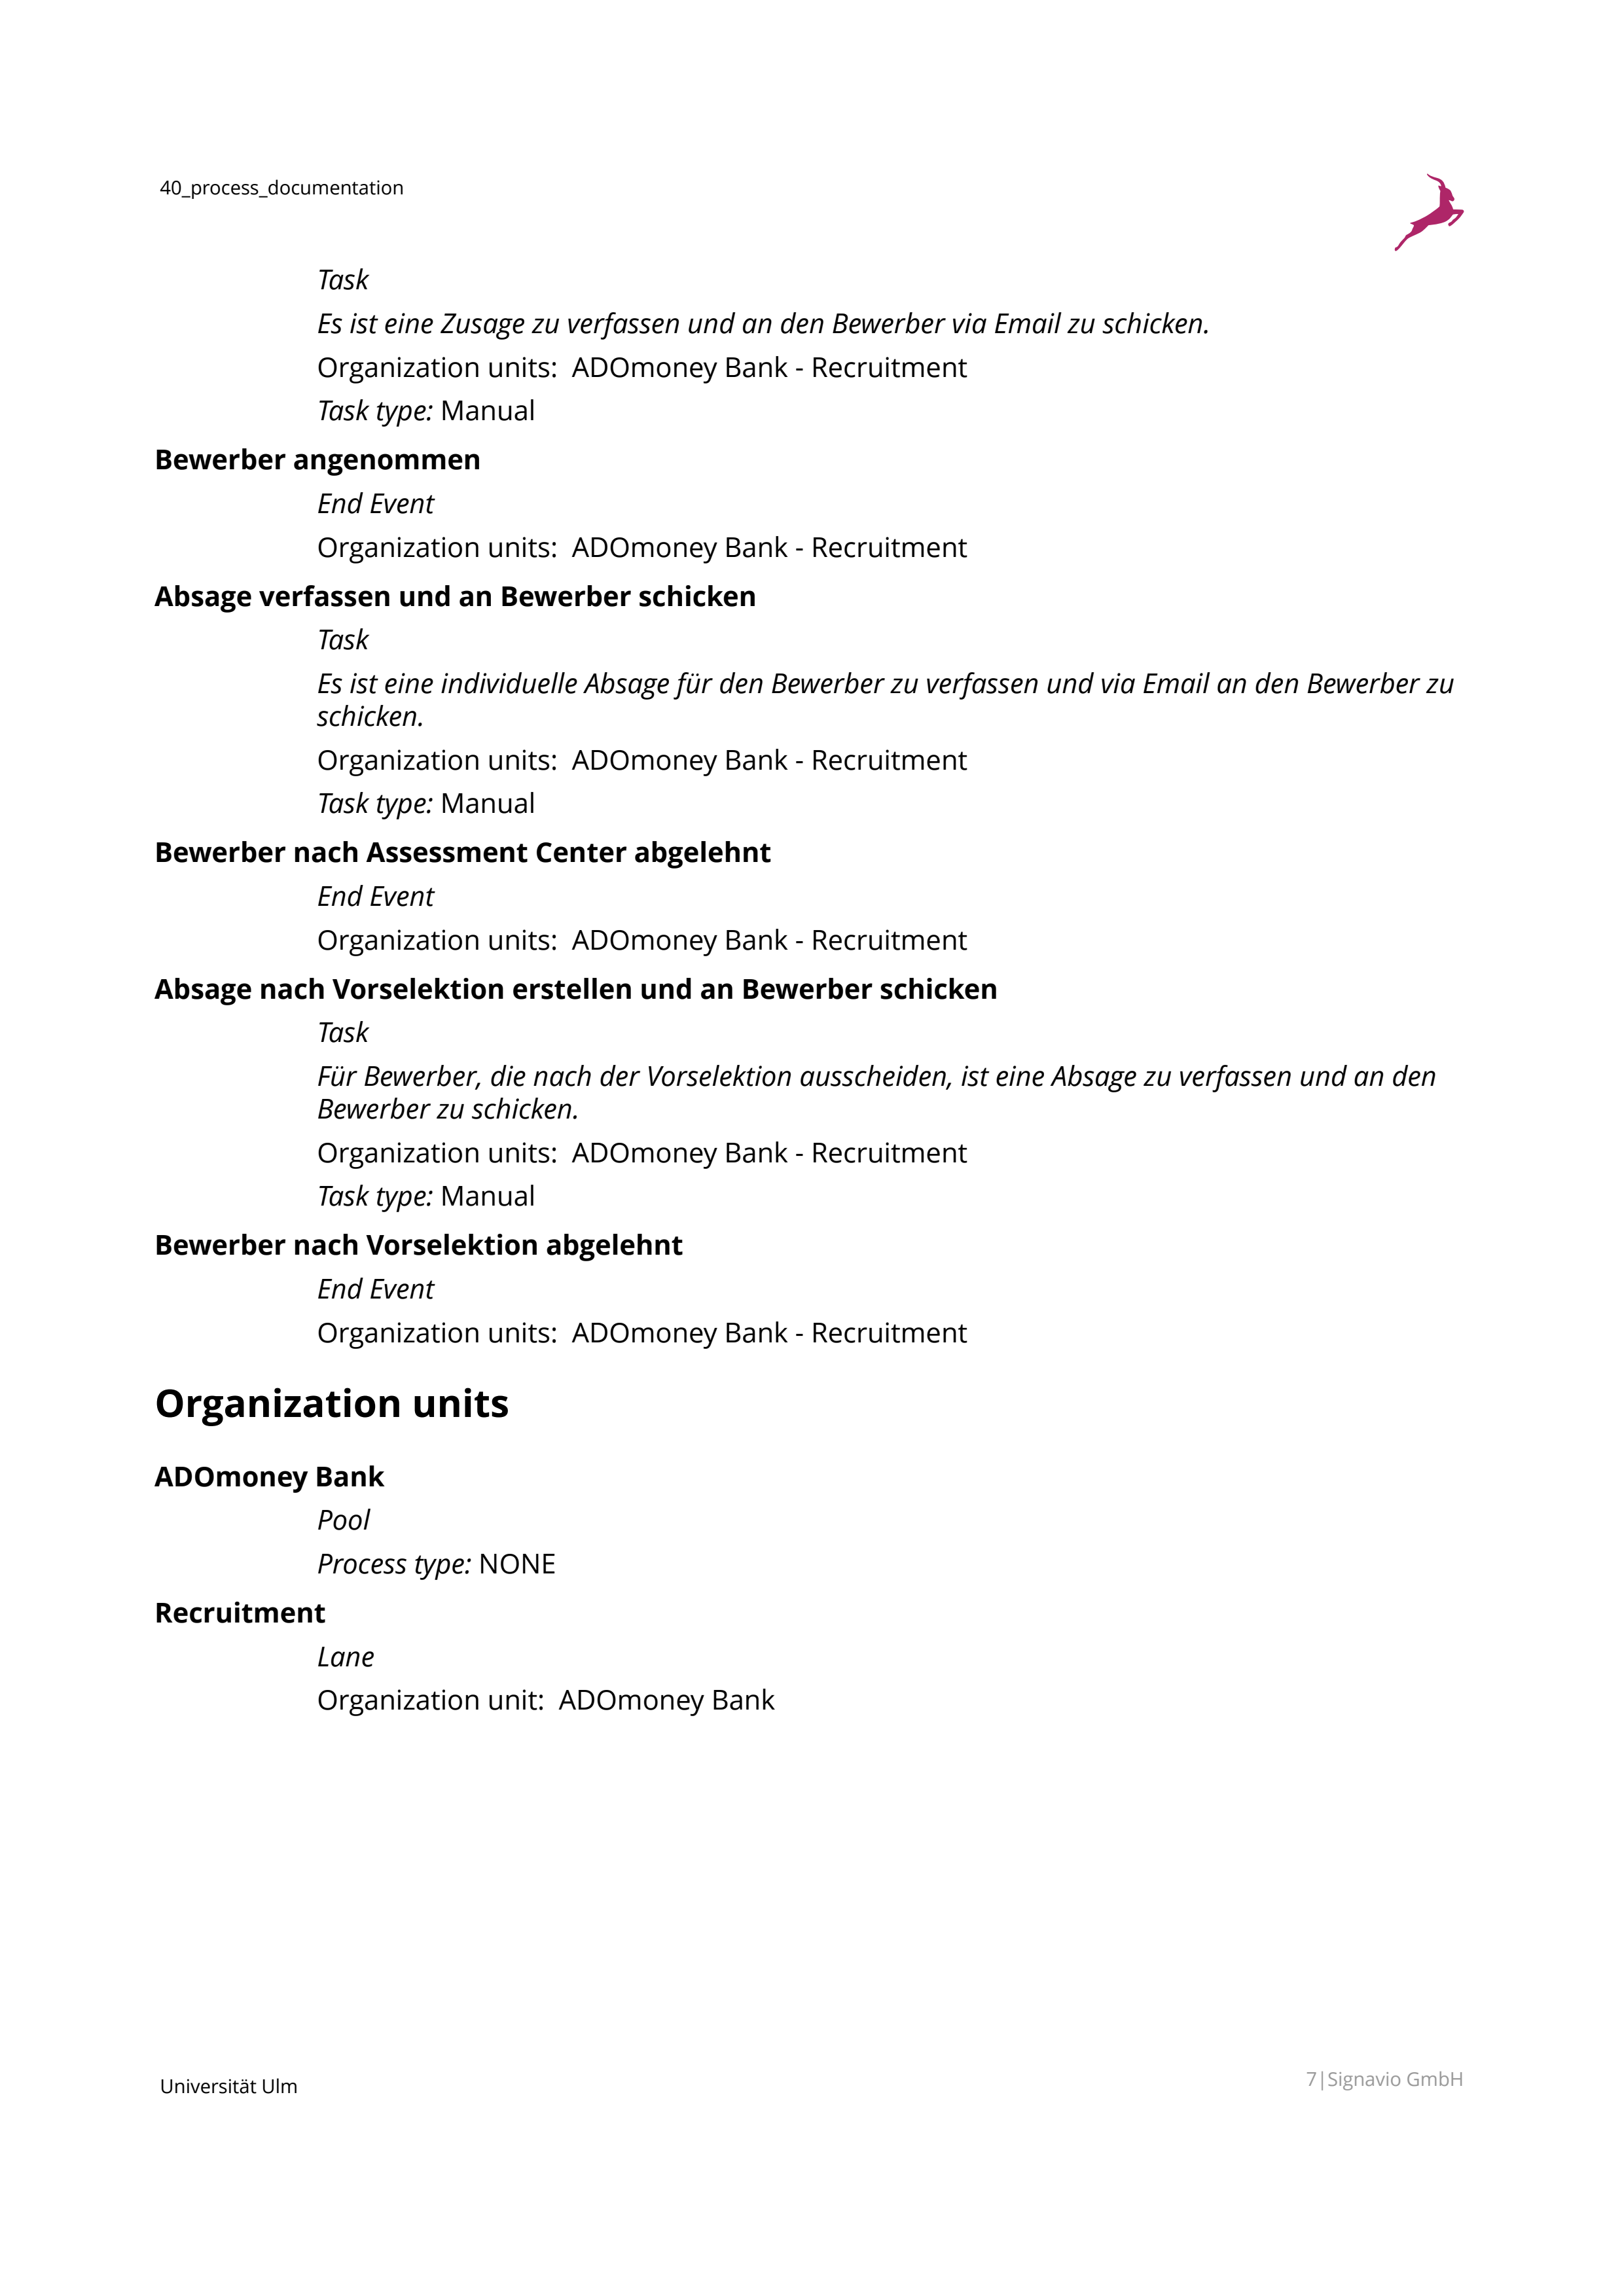 40_process_documentation
Task
Es ist eine Zusage zu verfassen und an den Bewerber via Email zu schicken.
Organization units:  ADOmoney Bank - Recruitment
Task type: Manual
Bewerber angenommen
End Event
Organization units:  ADOmoney Bank - Recruitment
Absage verfassen und an Bewerber schicken
Task
Es ist eine individuelle Absage für den Bewerber zu verfassen und via Email an den Bewerber zu
schicken.
Organization units:  ADOmoney Bank - Recruitment
Task type: Manual
Bewerber nach Assessment Center abgelehnt
End Event
Organization units:  ADOmoney Bank - Recruitment
Absage nach Vorselektion erstellen und an Bewerber schicken
Task
Für Bewerber, die nach der Vorselektion ausscheiden, ist eine Absage zu verfassen und an den
Bewerber zu schicken.
Organization units:  ADOmoney Bank - Recruitment
Task type: Manual
Bewerber nach Vorselektion abgelehnt
End Event
Organization units:  ADOmoney Bank - Recruitment
Organization units
ADOmoney Bank
Pool
Process type: NONE
Recruitment
Lane
Organization unit:  ADOmoney Bank
Universität Ulm
7|Signavio GmbH